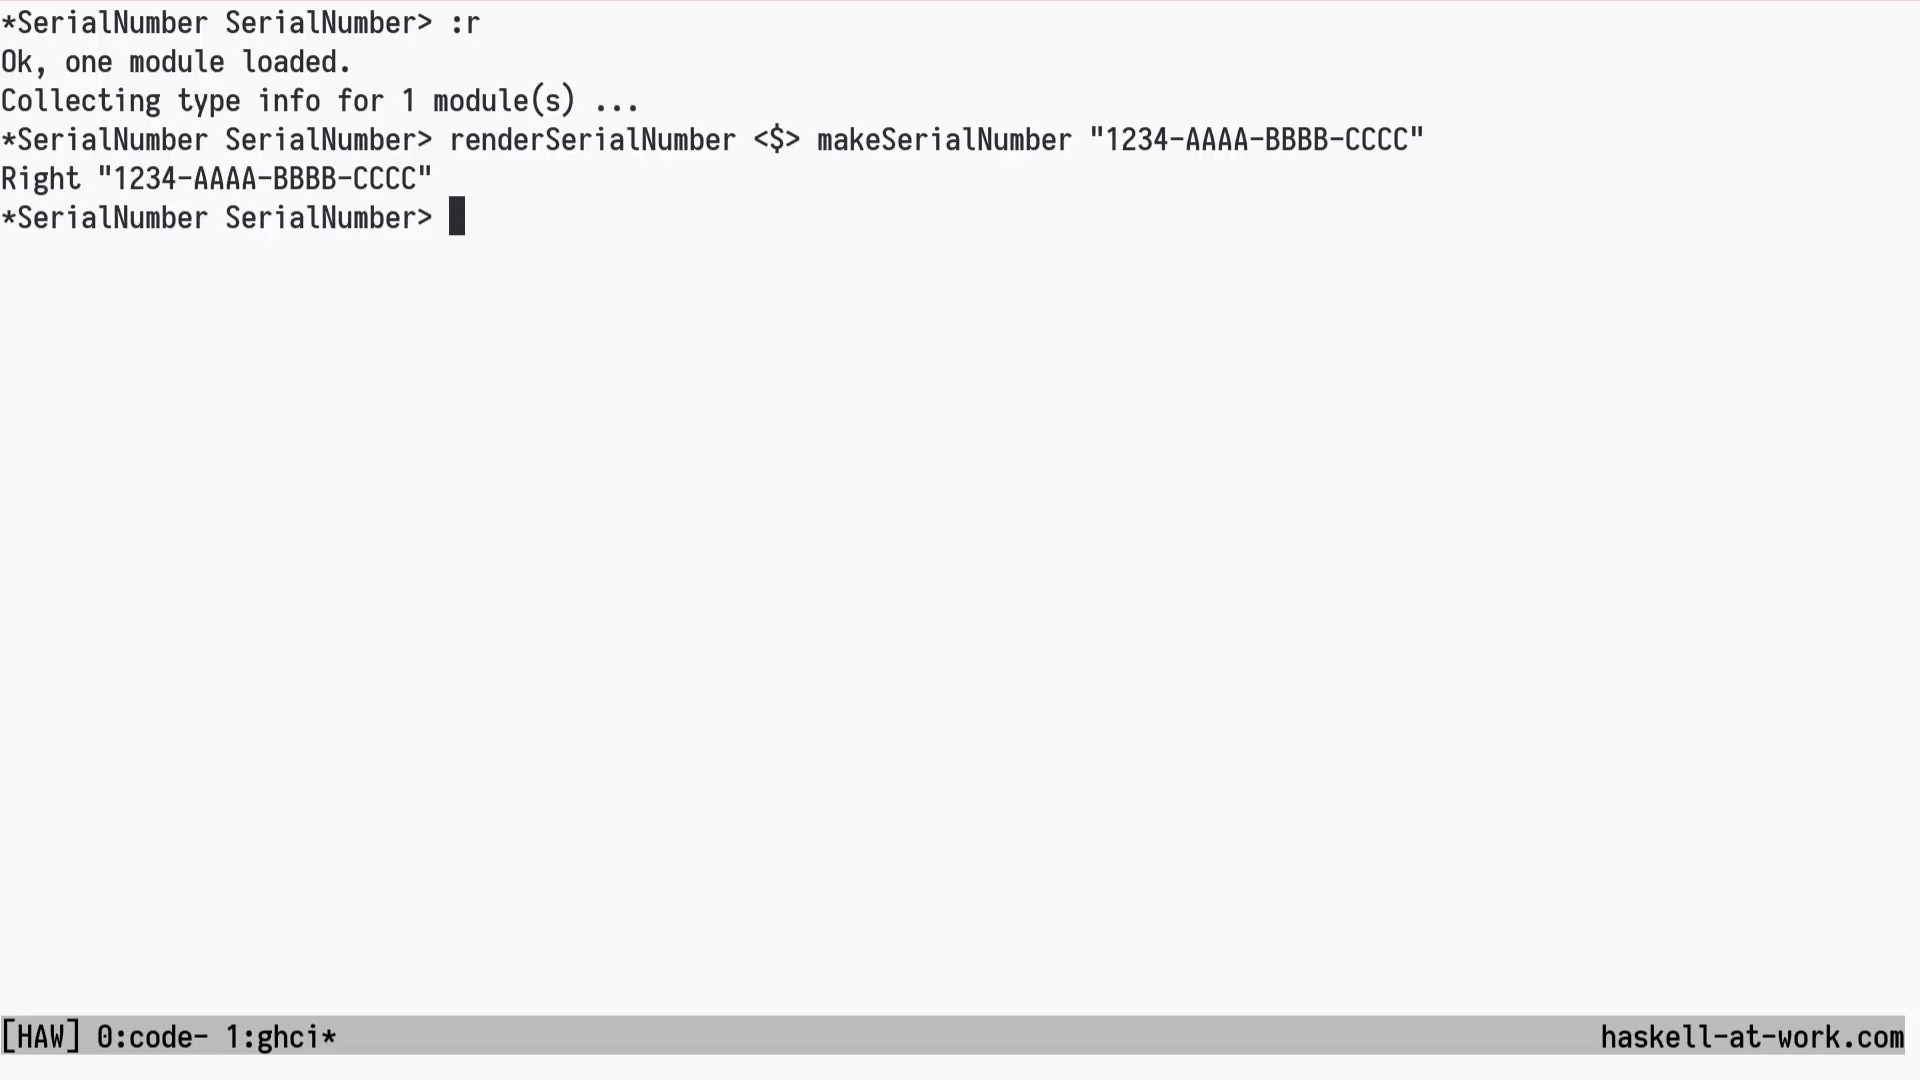 *SerialNumber SerialNumber> :r
Ok, one module loaded.
Collecting type info for 1 module(s) ...
*SerialNumber SerialNumber> renderSerialNumber <$> makeSerialNumber "1234-AAAA-BBBB-CCCC"
Right "1234-AAAA-BBBB-CCCC"
*SerialNumber SerialNumber>
[HAW] 0:code- 1:ghci* haskell-at-work.com